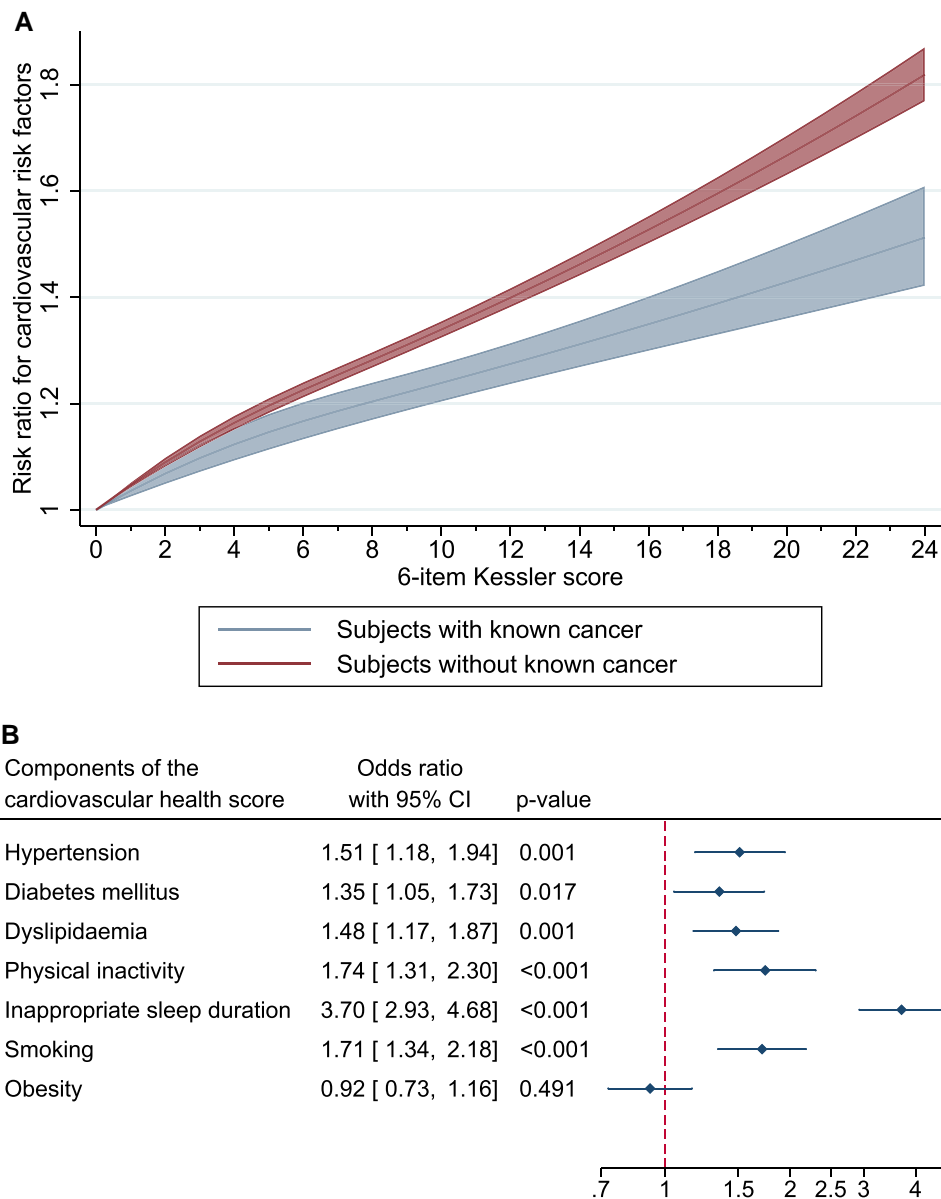 A
Risk ratio for cardiovascular risk factors
1.8
1.6
1.4
1.2
1
0 2 4 6 8 10 12 14 16 18 20 22 24
6-item Kessler score
Subjects with known cancer
Subjects without known cancer
B
Components of the cardiovascular health score
Odds ratio with 95% CI
p-value
Hypertension 1.51 [ 1.18, 1.94] 0.001
Diabetes mellitus 1.35 [ 1.05, 1.73] 0.017
Dyslipidaemia 1.48 [ 1.17, 1.87] 0.001
Physical inactivity 1.74 [ 1.31, 2.30] <0.001
Inappropriate sleep duration 3.70 [ 2.93, 4.68] <0.001
Smoking 1.71 [ 1.34, 2.18] <0.001
Obesity 0.92 [ 0.73, 1.16] 0.491
.7 1 1.5 2 2.5 3 4